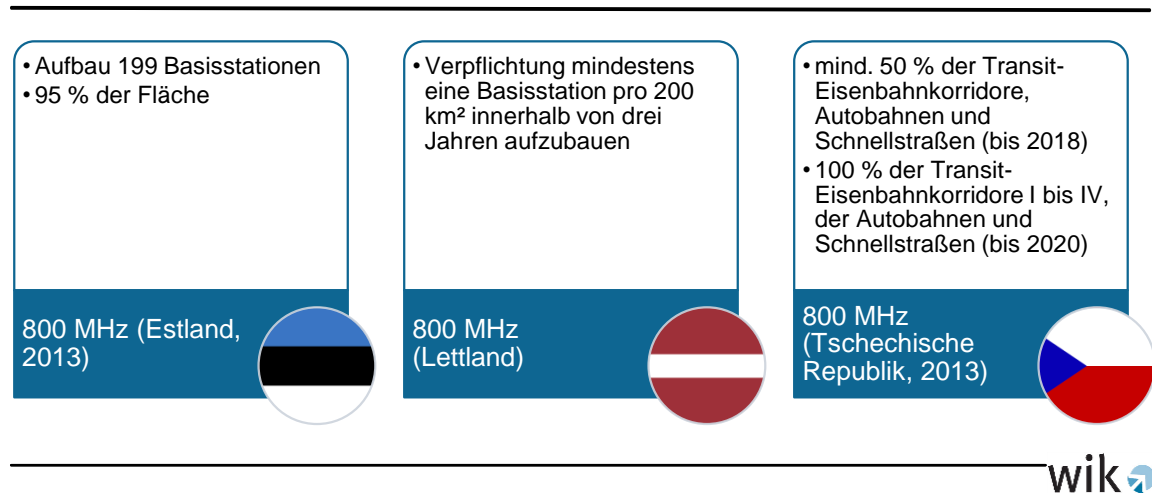 • Aufbau 199 Basisstationen
• 95 % der Fläche
800 MHz (Estland,
2013)
• Verpflichtung mindestens
eine Basisstation pro 200
km² innerhalb von drei
Jahren aufzubauen
800 MHz
(Lettland)
• mind. 50 % der Transit-
Eisenbahnkorridore,
Autobahnen und
Schnellstraßen (bis 2018)
• 100 % der Transit-
Eisenbahnkorridore I bis IV,
der Autobahnen und
Schnellstraßen (bis 2020)
800 MHz
(Tschechische
Republik, 2013)
wik